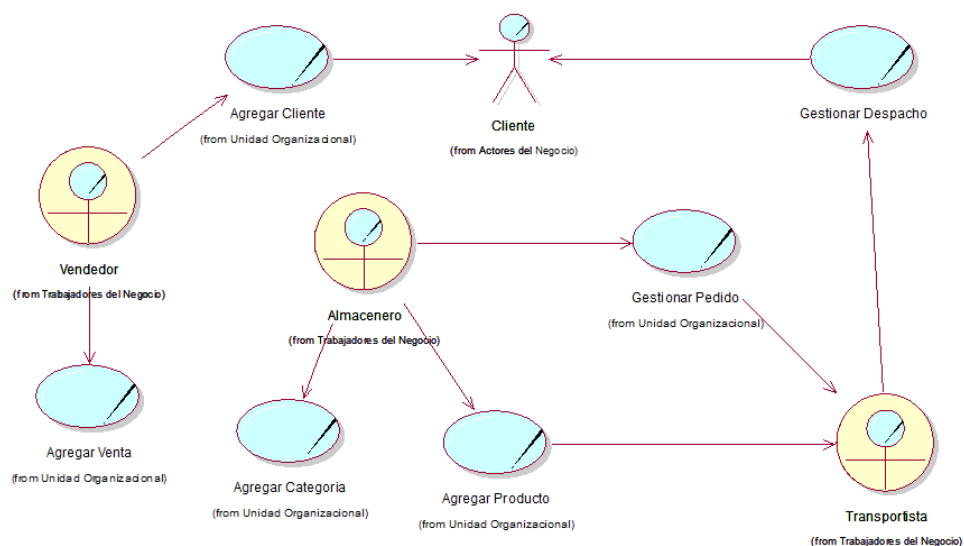 Agregar Cliente
(from Unidad Organizacional)
Cliente
(from Actores del Negocio)
Gestionar Despacho
Vendedor
(from Trabajadores del Negocio)
Almacenero
(from Trabajadores del Negocio)
Gestionar Pedido
(from Unidad Organizacional)
Agregar Venta
(from Unidad Organizacional)
Agregar Categoria
(from Unidad Organizacional)
Agregar Producto
(from Unidad Organizacional)
Transportista
(from Trabajadores del Negocio)